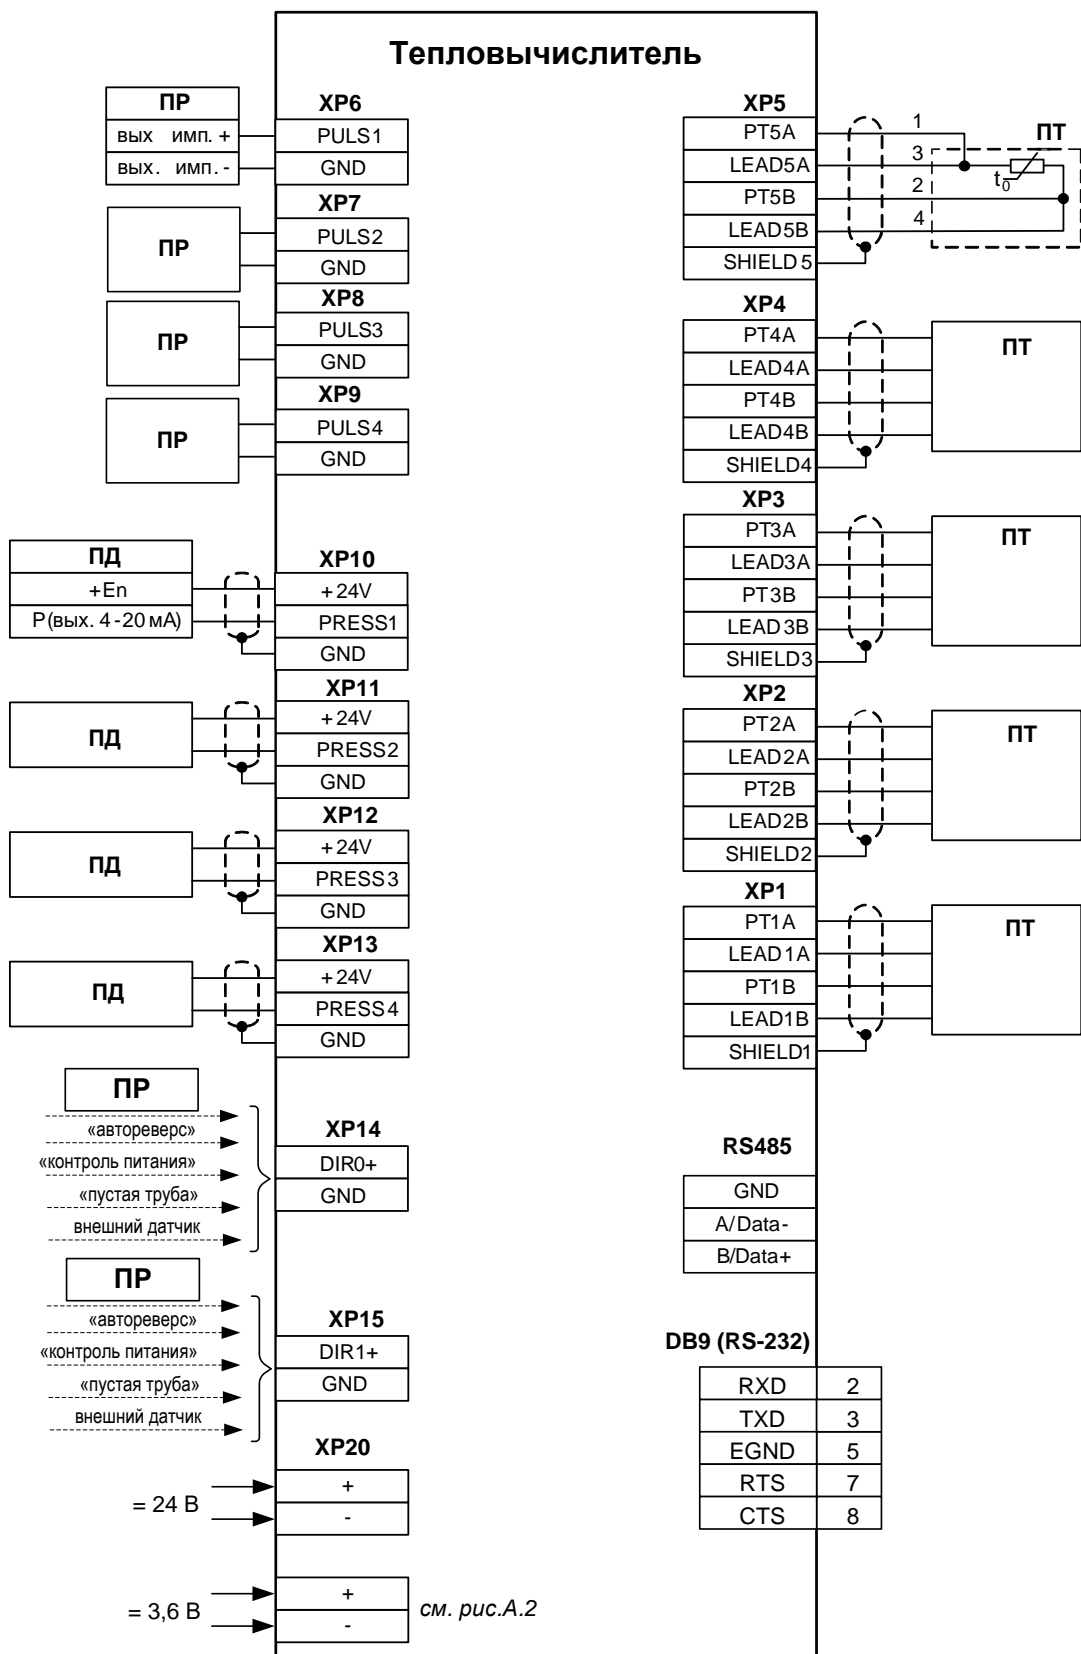 Тепловычислитель
ПР
вых имп. +
вых. имп. -
XP6
PULS1
GND
ПР
XP7
PULS2
GND
ПР
XP8
PULS3
GND
ПР
XP9
PULS4
GND
ПД
+En
P(вых. 4-20 мА)
XP10
+24V
PRESS1
GND
ПД
XP11
+24V
PRESS2
GND
ПД
XP12
+24V
PRESS3
GND
ПД
XP13
+24V
PRESS4
GND
ПР
«автореверс»
«контроль питания»
«пустая труба»
внешний датчик
XP14
DIR0+
GND
ПР
«автореверс»
«контроль питания»
«пустая труба»
внешний датчик
XP15
DIR1+
GND
XP20
= 24 В
+
-
= 3,6 В
+
-
см. рис.А.2
XP5
PT5A
LEAD5A
PT5B
LEAD5B
SHIELD5
1
3
2
4
ПТ
t0
XP4
PT4A
LEAD4A
PT4B
LEAD4B
SHIELD4
ПТ
XP3
PT3A
LEAD3A
PT3B
LEAD3B
SHIELD3
ПТ
XP2
PT2A
LEAD2A
PT2B
LEAD2B
SHIELD2
ПТ
XP1
PT1A
LEAD1A
PT1B
LEAD1B
SHIELD1
ПТ
RS485
GND
A/Data-
B/Data+
DB9 (RS-232)
RXD 2
TXD 3
EGND 5
RTS 7
CTS 8